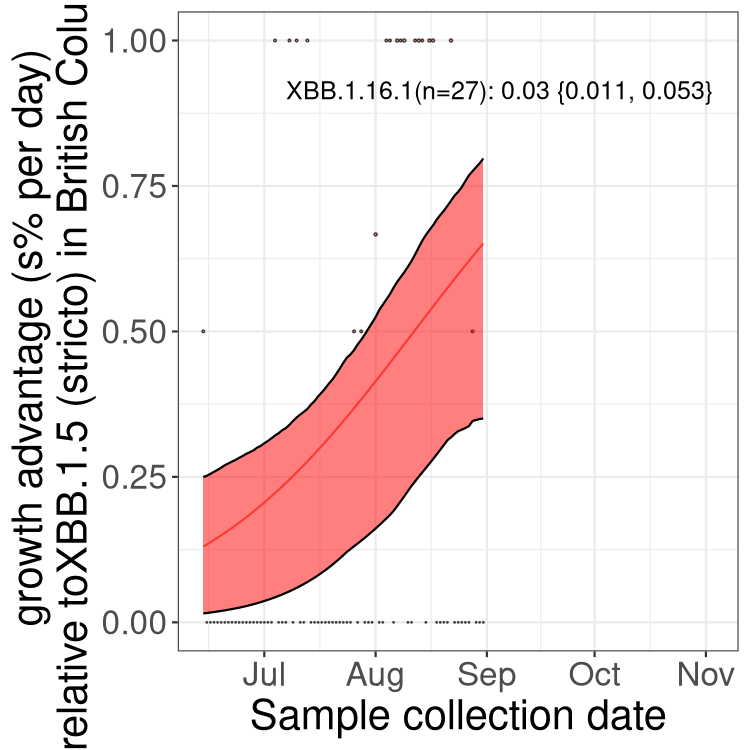 growth advantage (s% per day)
relative toXBB.1.5 (stricto) in British Colu
1.00
0.75
0.50
0.25
0.00
XBB.1.16.1(n=27): 0.03 {0.011, 0.053}
Jul Aug Sep Oct Nov
Sample collection date